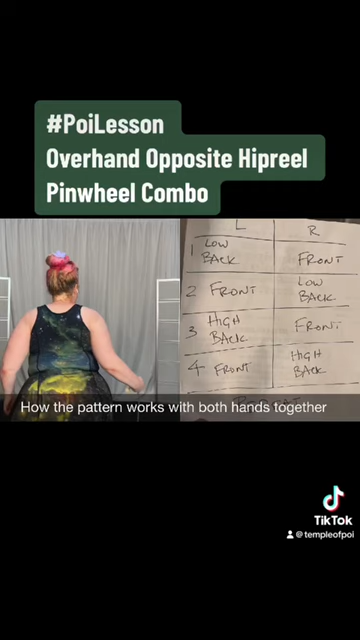 #PoiLesson
Overhand Opposite Hipreel
Pinwheel Combo
L R
1 LOW BACK FRONT
2 FRONT LOW BACK
3 HIGH BACK FRONT
4- FRONT HIGH BACK
How the pattern works with both hands together
TikTok
@templeofpoi